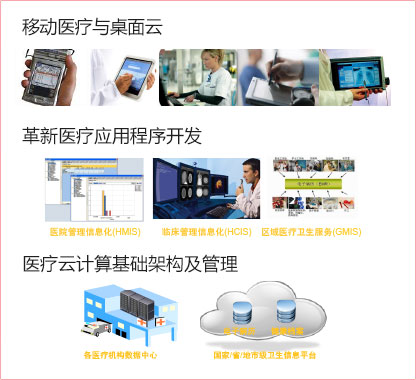 移动医疗与桌面云
革新医疗应用程序开发
医院管理信息化(HMIS)
临床管理信息化(HCIS)
区域医疗卫生服务(GMIS)
医疗云计算基础架构及管理
各医疗机构数据中心
国家/省/地市级卫生信息平台